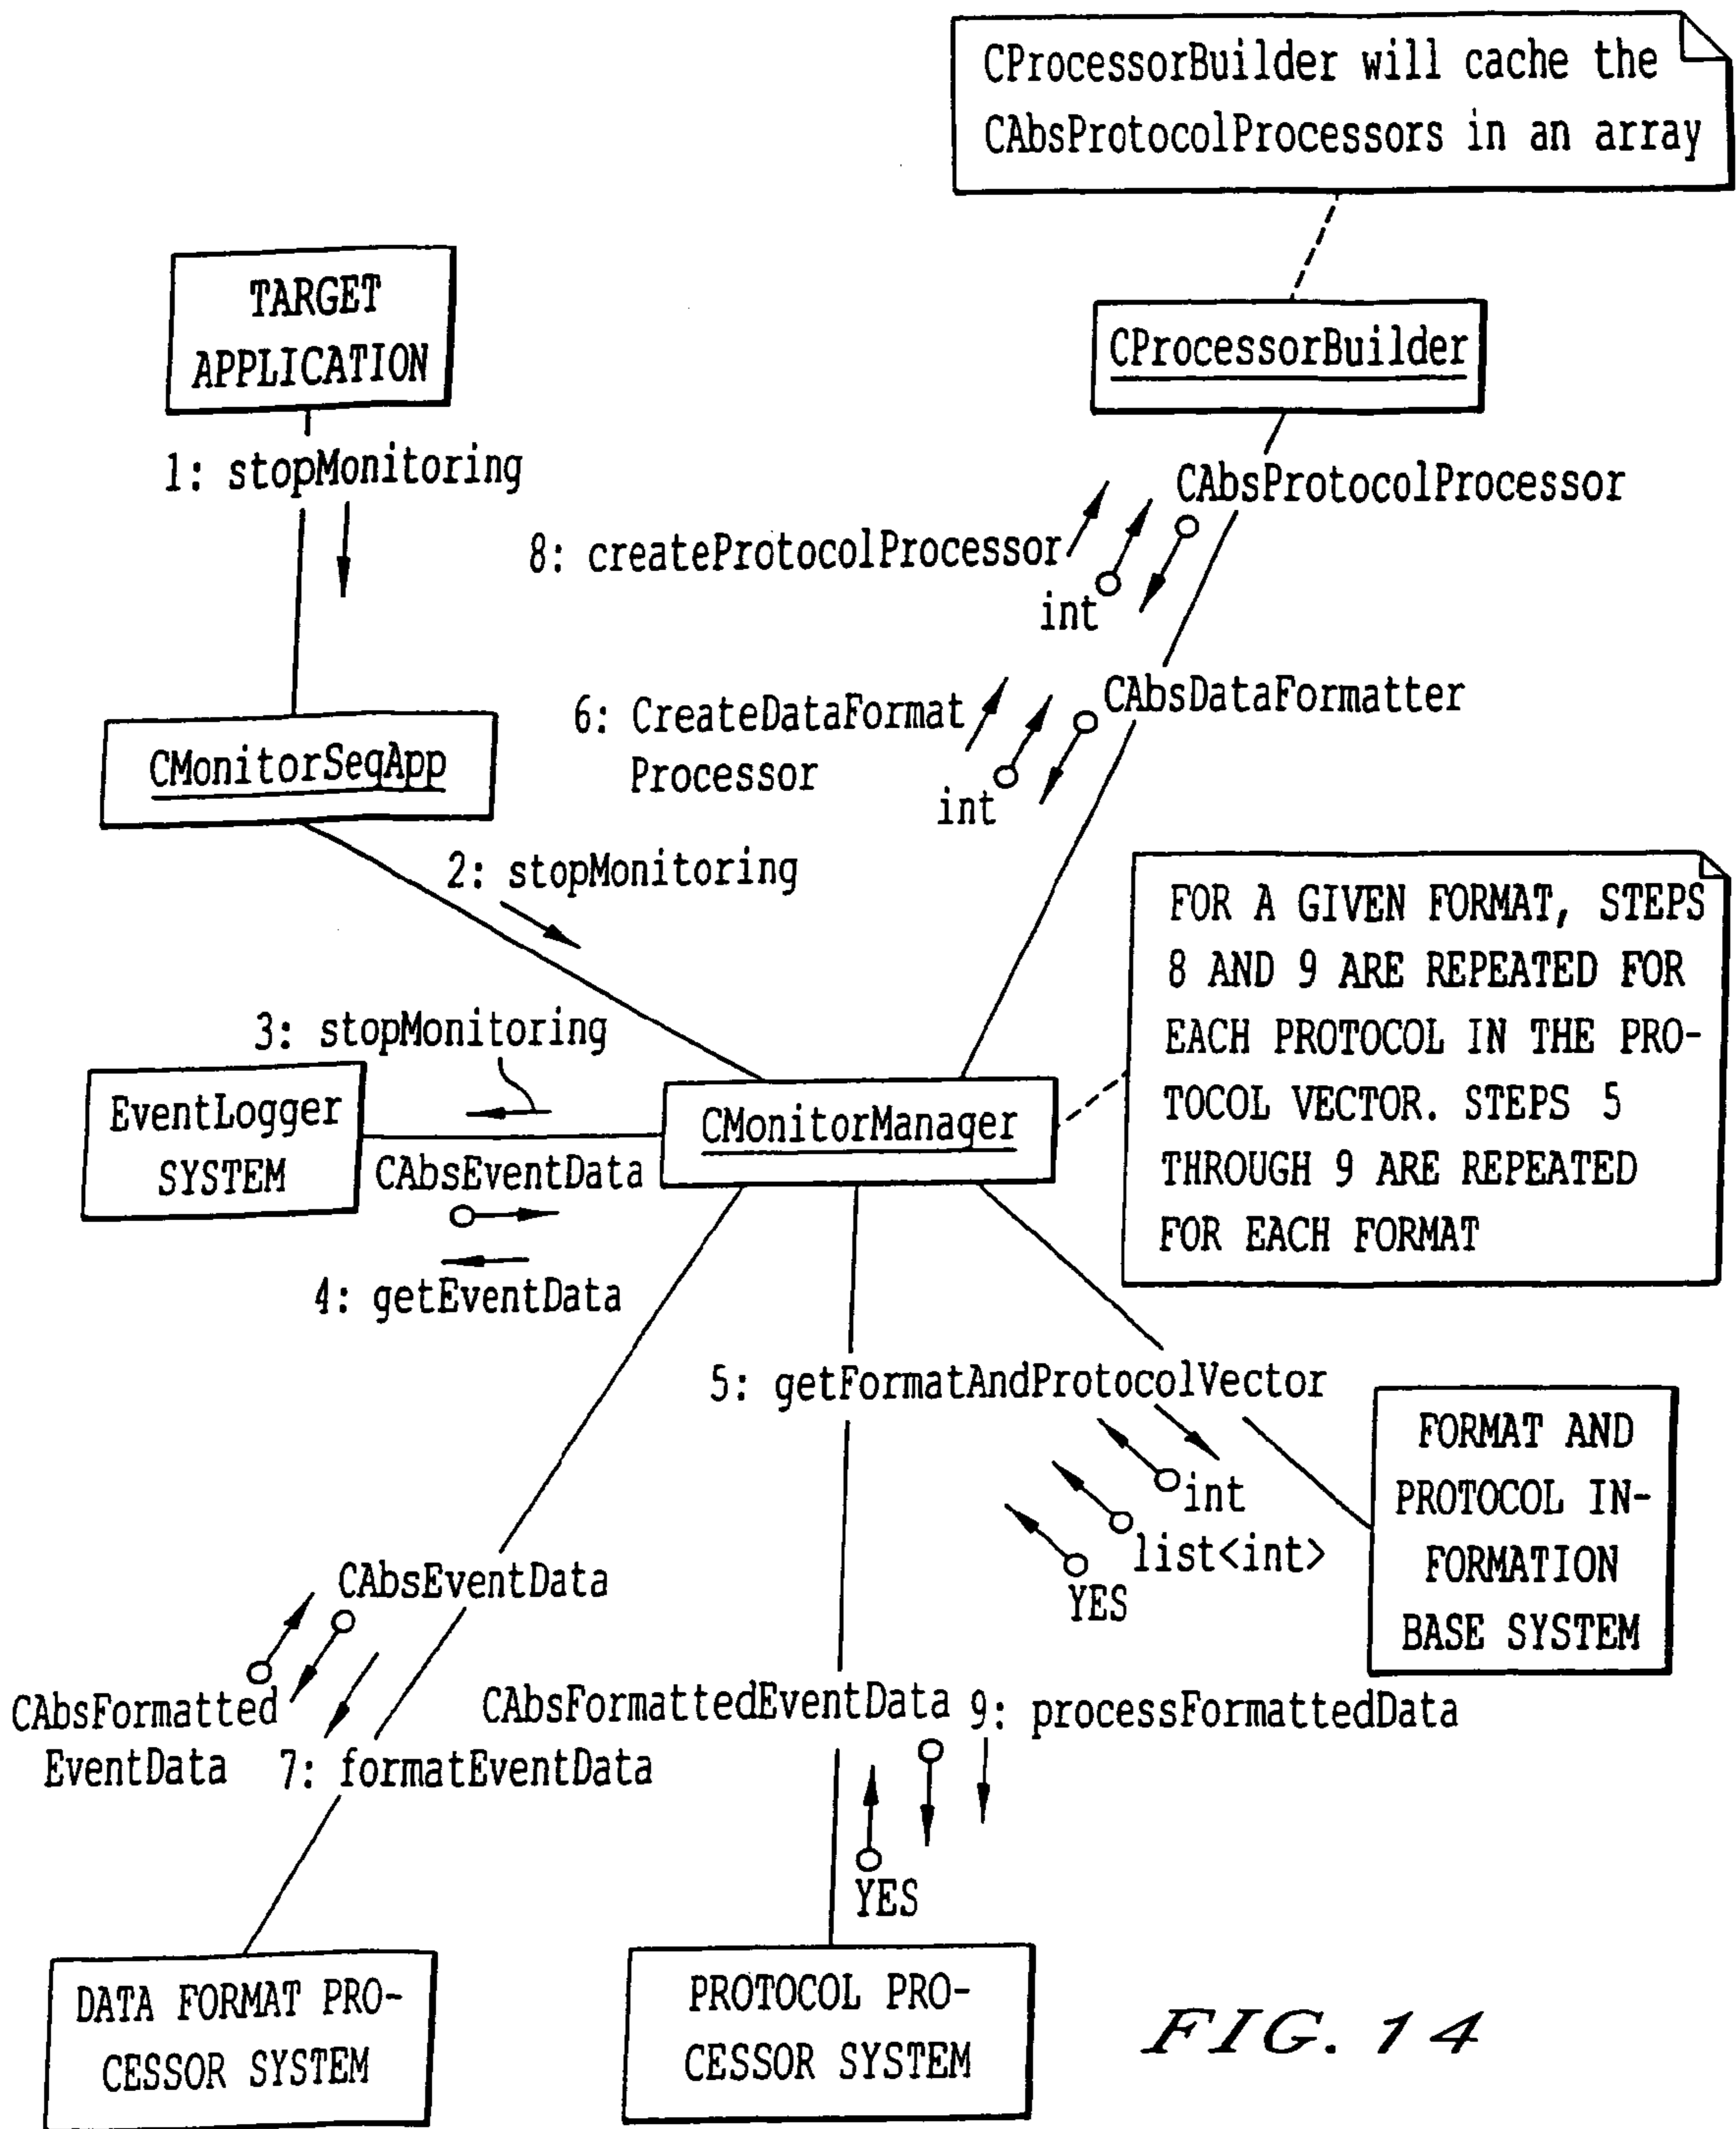 CProcessorBuilder will cache the
CAbsProtocolProcessors in an array
TARGET
APPLICATION
CProcessorBuilder
1: stopMonitoring
CAbsProtocolProcessor
8: createProtocolProcessor
int
CAbsDataFormatter
6: CreateDataFormat
Processor
int
CMonitorSeqApp
2: stopMonitoring
FOR A GIVEN FORMAT, STEPS
8 AND 9 ARE REPEATED FOR
EACH PROTOCOL IN THE PRO-
TOCOL VECTOR. STEPS 5
THROUGH 9 ARE REPEATED
FOR EACH FORMAT
3: stopMonitoring
EventLogger
SYSTEM
CMonitorManager
CAbsEventData
4: getEventData
5: getFormatAndProtocolVector
int
list<int>
YES
FORMAT AND
PROTOCOL IN-
FORMATION
BASE SYSTEM
CAbsEventData
CAbsFormatted
EventData
7: formatEventData
CAbsFormattedEventData
9: processFormattedData
YES
DATA FORMAT PRO-
CESSOR SYSTEM
PROTOCOL PRO-
CESSOR SYSTEM
FIG. 14